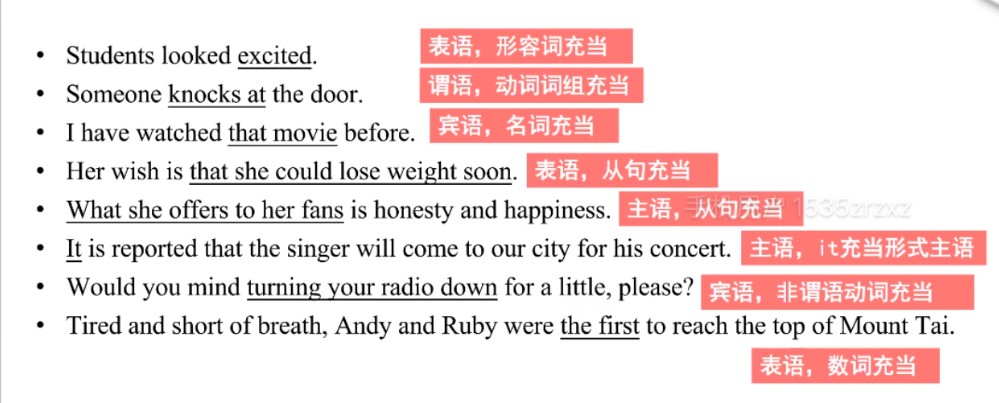 • Students looked excited. 表语，形容词充当
• Someone knocks at the door. 谓语，动词词组充当
• I have watched that movie before. 宾语，名词充当
• Her wish is that she could lose weight soon. 表语，从句充当
• What she offers to her fans is honesty and happiness. 主语，从句充当 1535zrzxz
• It is reported that the singer will come to our city for his concert. 主语，it充当形式主语
• Would you mind turning your radio down for a little, please? 宾语，非谓语动词充当
• Tired and short of breath, Andy and Ruby were the first to reach the top of Mount Tai.
表语，数词充当